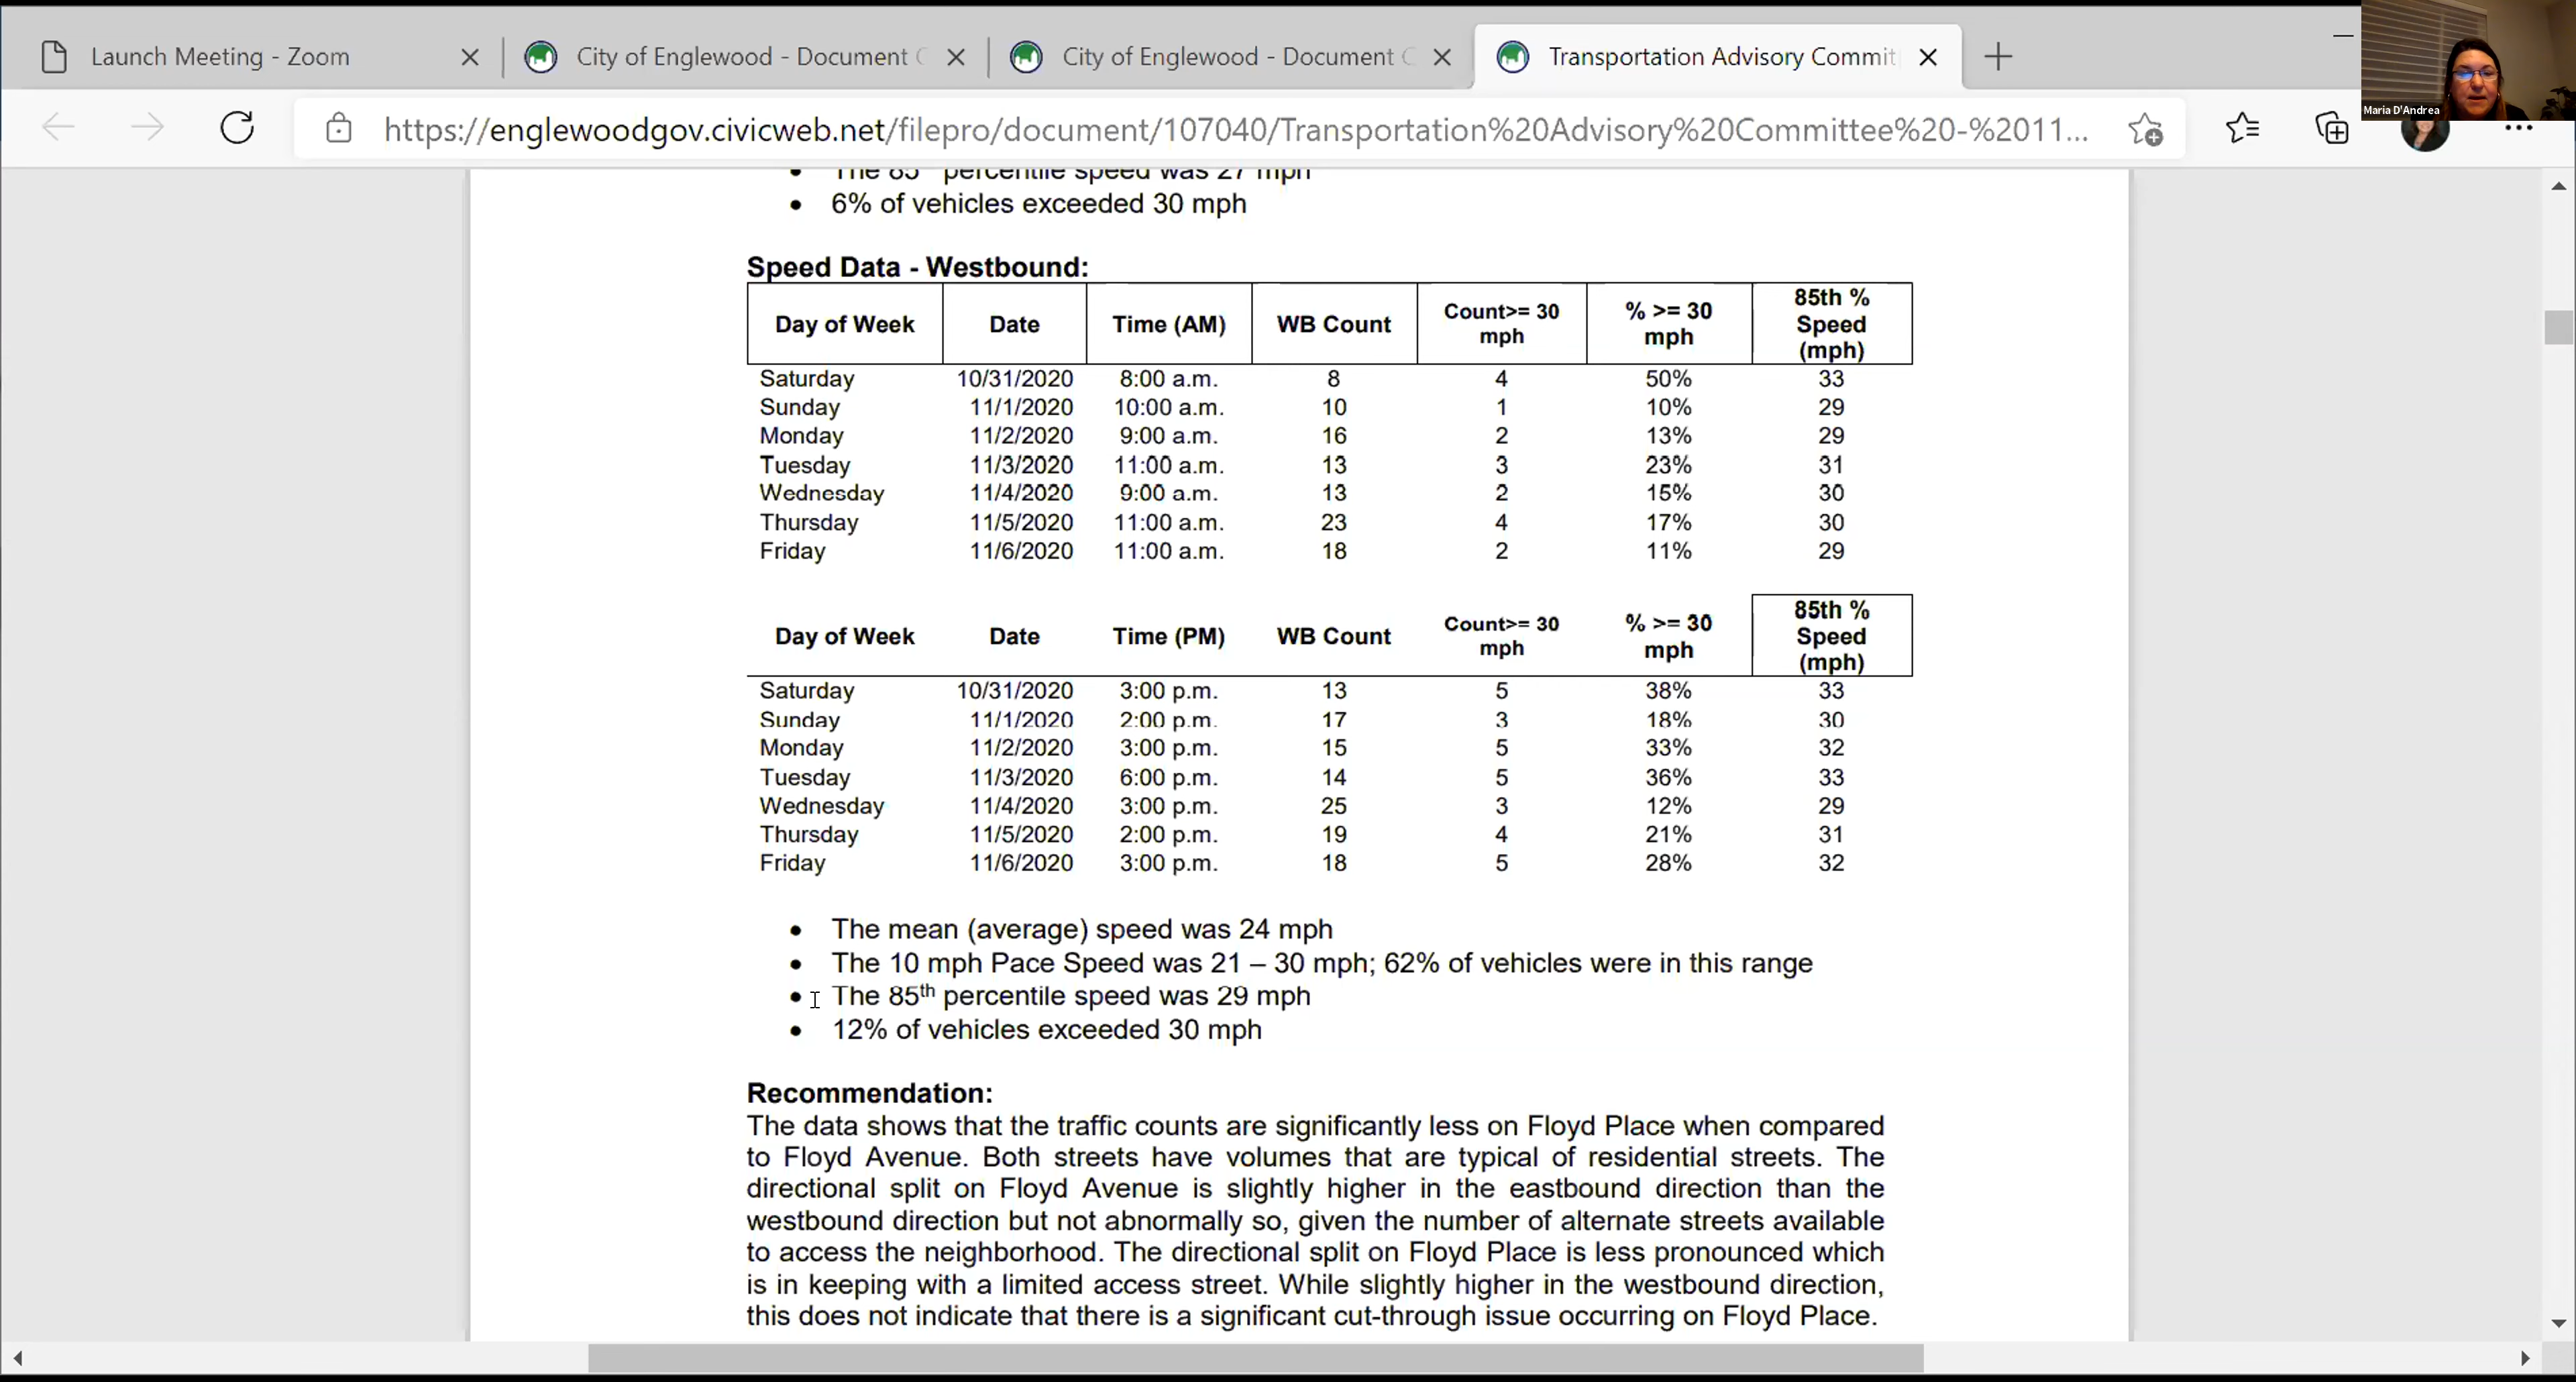 Launch Meeting - Zoom
City of Englewood - Document C
City of Englewood - Document C
Transportation Advisory Commit
Maria D'Andrea
https://englewoodgov.civicweb.net/filepro/document/107040/Transportation%20Advisory%20Committee%20-%2011...
The 85 percentile speed was 27 mph
• 6% of vehicles exceeded 30 mph
Speed Data - Westbound:
Day of Week Date Time (AM) WB Count Count>= 30 mph % >= 30 mph 85th % Speed (mph)
Saturday 10/31/2020 8:00 a.m. 8 4 50% 33
Sunday 11/1/2020 10:00 a.m. 10 1 10% 29
Monday 11/2/2020 9:00 a.m. 16 2 13% 29
Tuesday 11/3/2020 11:00 a.m. 13 3 23% 31
Wednesday 11/4/2020 9:00 a.m. 13 2 15% 30
Thursday 11/5/2020 11:00 a.m. 23 4 17% 30
Friday 11/6/2020 11:00 a.m. 18 2 11% 29
Day of Week Date Time (PM) WB Count Count>= 30 mph % >= 30 mph 85th % Speed (mph)
Saturday 10/31/2020 3:00 p.m. 13 5 38% 33
Sunday 11/1/2020 2:00 p.m. 17 3 18% 30
Monday 11/2/2020 3:00 p.m. 15 5 33% 32
Tuesday 11/3/2020 6:00 p.m. 14 5 36% 33
Wednesday 11/4/2020 3:00 p.m. 25 3 12% 29
Thursday 11/5/2020 2:00 p.m. 19 4 21% 31
Friday 11/6/2020 3:00 p.m. 18 5 28% 32
• The mean (average) speed was 24 mph
• The 10 mph Pace Speed was 21 – 30 mph; 62% of vehicles were in this range
• The 85th percentile speed was 29 mph
• 12% of vehicles exceeded 30 mph
Recommendation:
The data shows that the traffic counts are significantly less on Floyd Place when compared
to Floyd Avenue. Both streets have volumes that are typical of residential streets. The
directional split on Floyd Avenue is slightly higher in the eastbound direction than the
westbound direction but not abnormally so, given the number of alternate streets available
to access the neighborhood. The directional split on Floyd Place is less pronounced which
is in keeping with a limited access street. While slightly higher in the westbound direction,
this does not indicate that there is a significant cut-through issue occurring on Floyd Place.